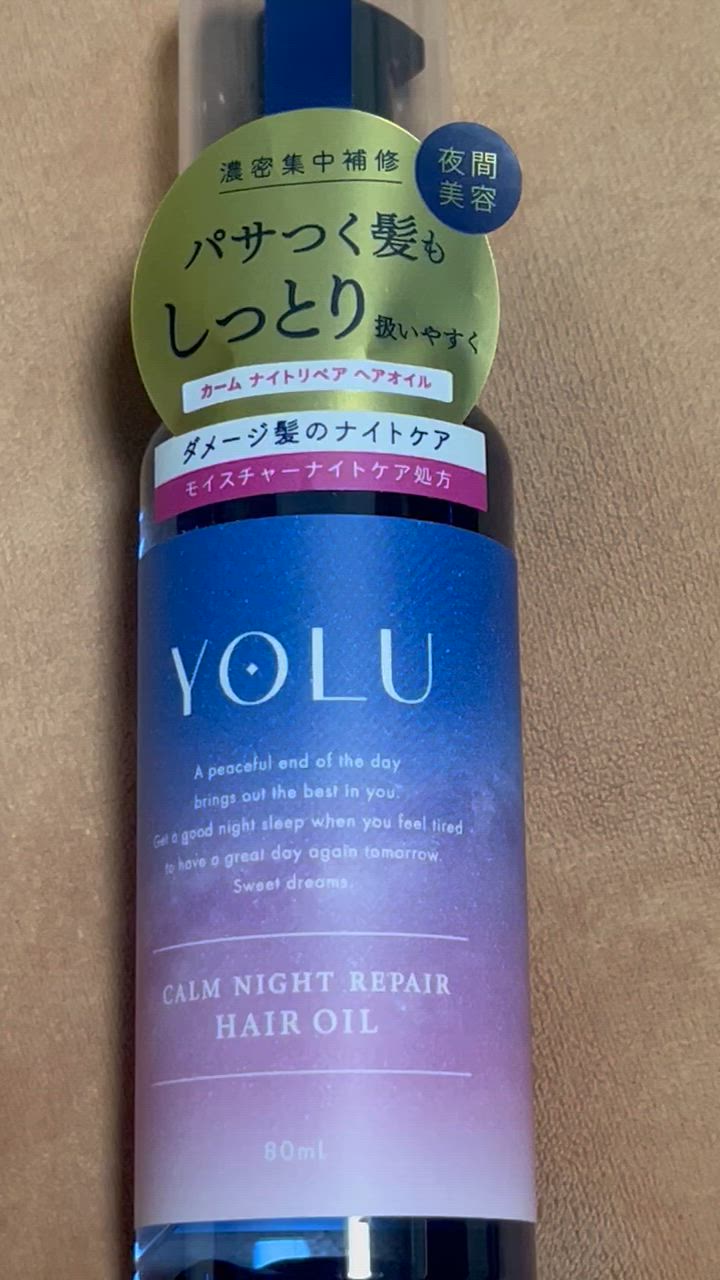 濃密集中補修
夜間
美容
パサつく髪も
しっとり扱いやすく
カーム ナイトリペア ヘアオイル
ダメージ髪のナイトケア
モイスチャーナイトケア処方
YOLU
A peaceful end of the day
brings out the best in you.
Get a good night sleep when you feel tired
to have a great day again tomorrow.
Sweet dreams.
CALM NIGHT REPAIR
HAIR OIL
80mL